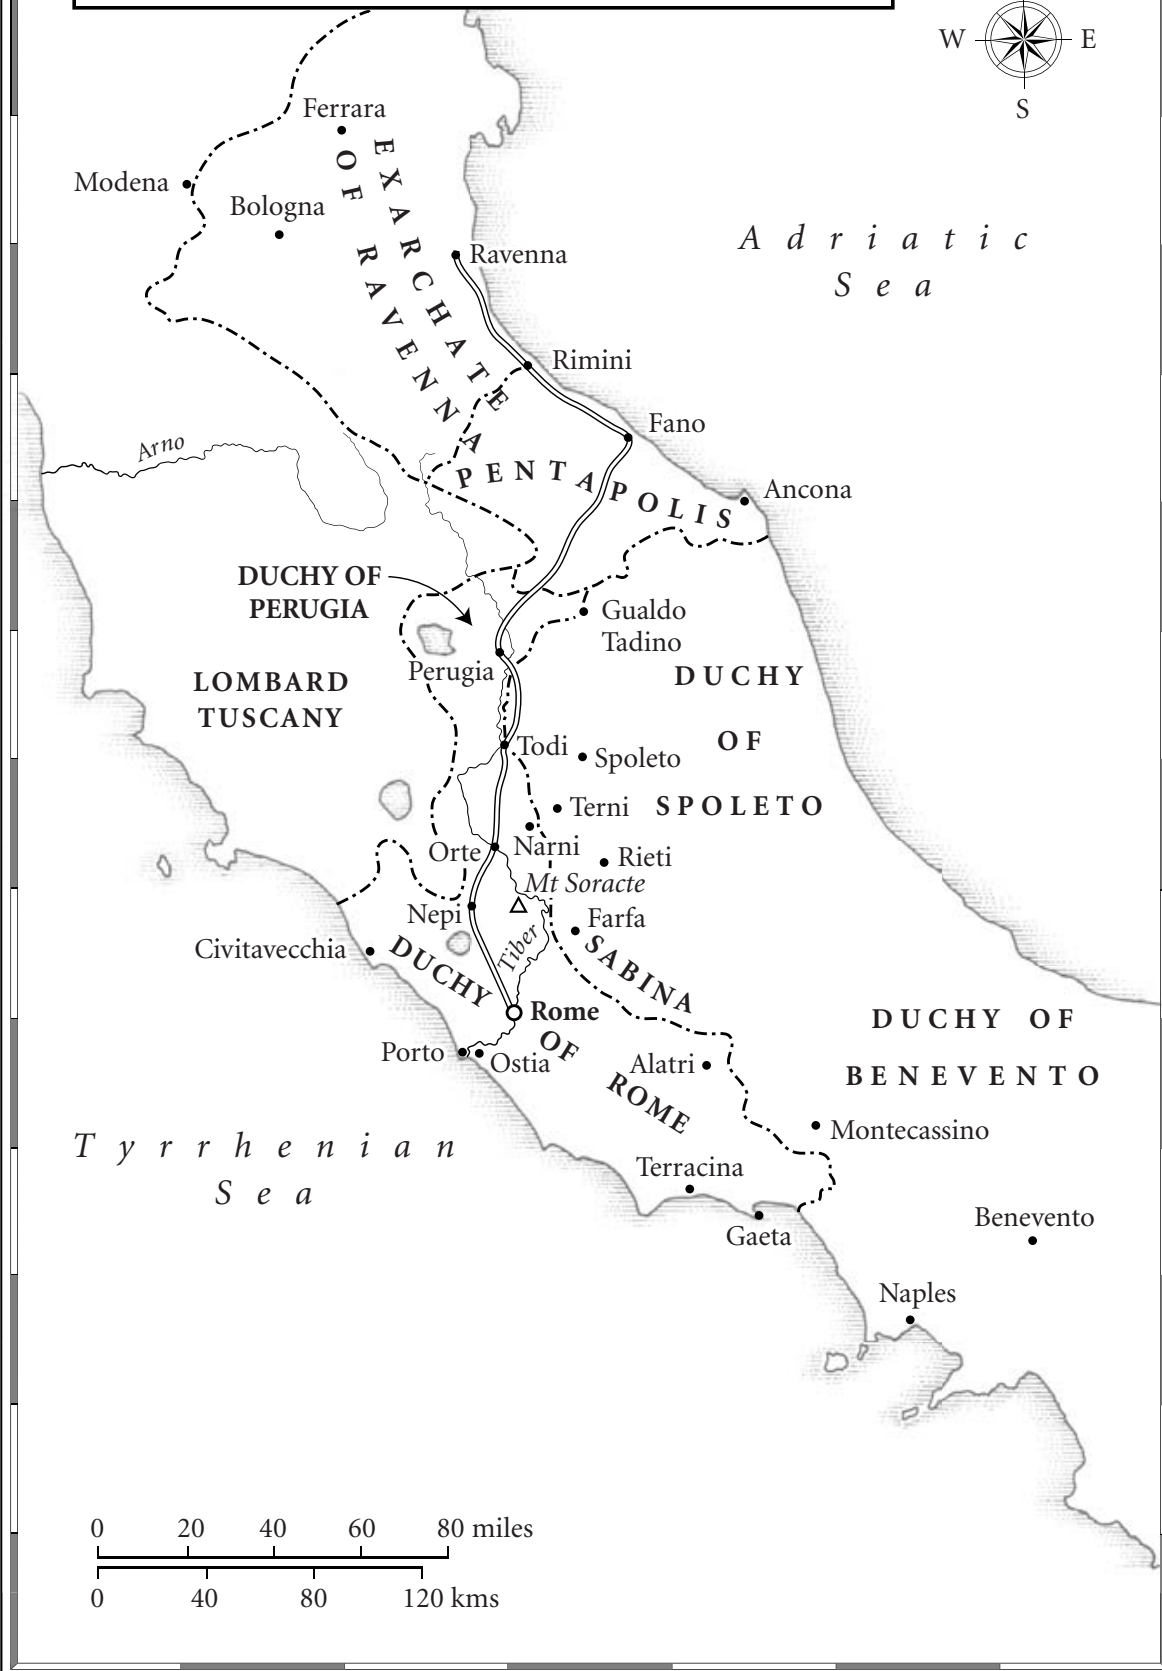 W E
S
Ferrara
EXARCHATE
OF RAVENNA
Modena
Bologna
Adriatic
Sea
Ravenna
Rimini
Fano
Arno
PENTAPOLIS
Ancona
DUCHY OF
PERUGIA
Gualdo
Tadino
Perugia
LOMBARD
TUSCANY
DUCHY
OF
SPOLETO
Todi
Spoleto
Terni
Narni
Orte
Rieti
Mt Soracte
Nepi
Farfa
Civitavecchia
Tiber
SABINA
DUCHY
OF
ROME
Rome
Porto
Ostia
Alatri
DUCHY OF
BENEVENTO
Montecassino
Tyrrhenian
Sea
Terracina
Gaeta
Benevento
Naples
0 20 40 60 80 miles
0 40 80 120 kms